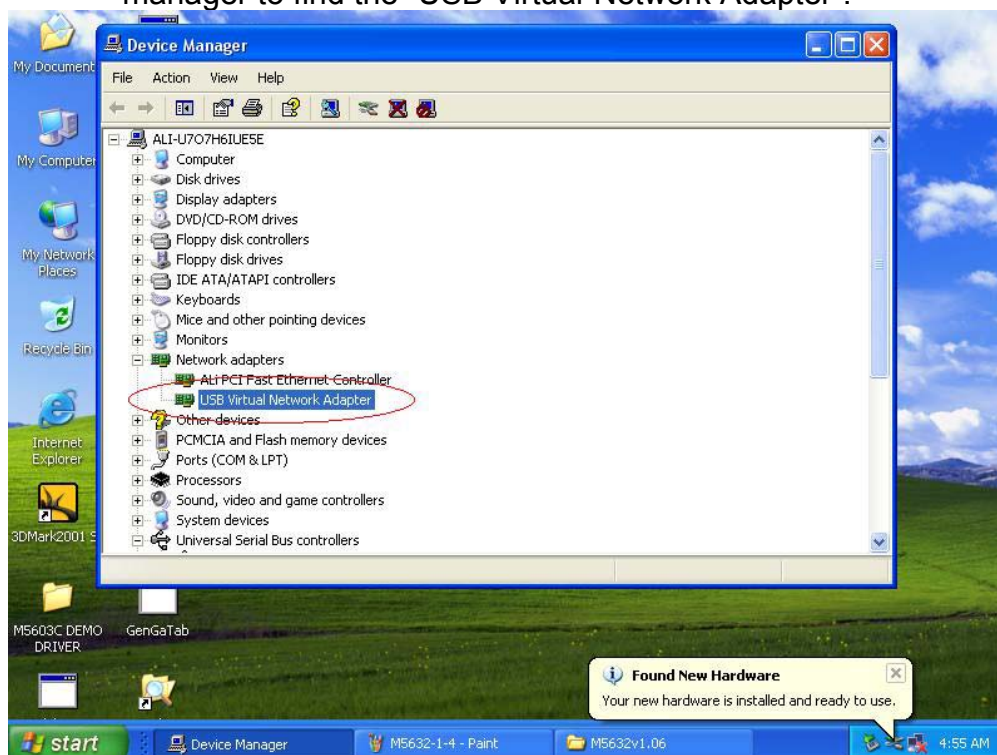 manager to find the "USB Virtual Network Adapter".
Device Manager
File Action View Help
ALI-U7O7H6IUE5E
Computer
Disk drives
Display adapters
DVD/CD-ROM drives
Floppy disk controllers
Floppy disk drives
IDE ATA/ATAPI controllers
Keyboards
Mice and other pointing devices
Monitors
Network adapters
ALi PCI Fast Ethernet Controller
USB Virtual Network Adapter
Other devices
PCMCIA and Flash memory devices
Ports (COM & LPT)
Processors
Sound, video and game controllers
System devices
Universal Serial Bus controllers
My Document
My Computer
My Network
Places
Recycle Bin
Internet
Explorer
3DMark2001 S
M5603C DEMO
DRIVER
GenGaTab
Found New Hardware
Your new hardware is installed and ready to use.
start
Device Manager
M5632-1-4 - Paint
M5632v1.06
4:55 AM